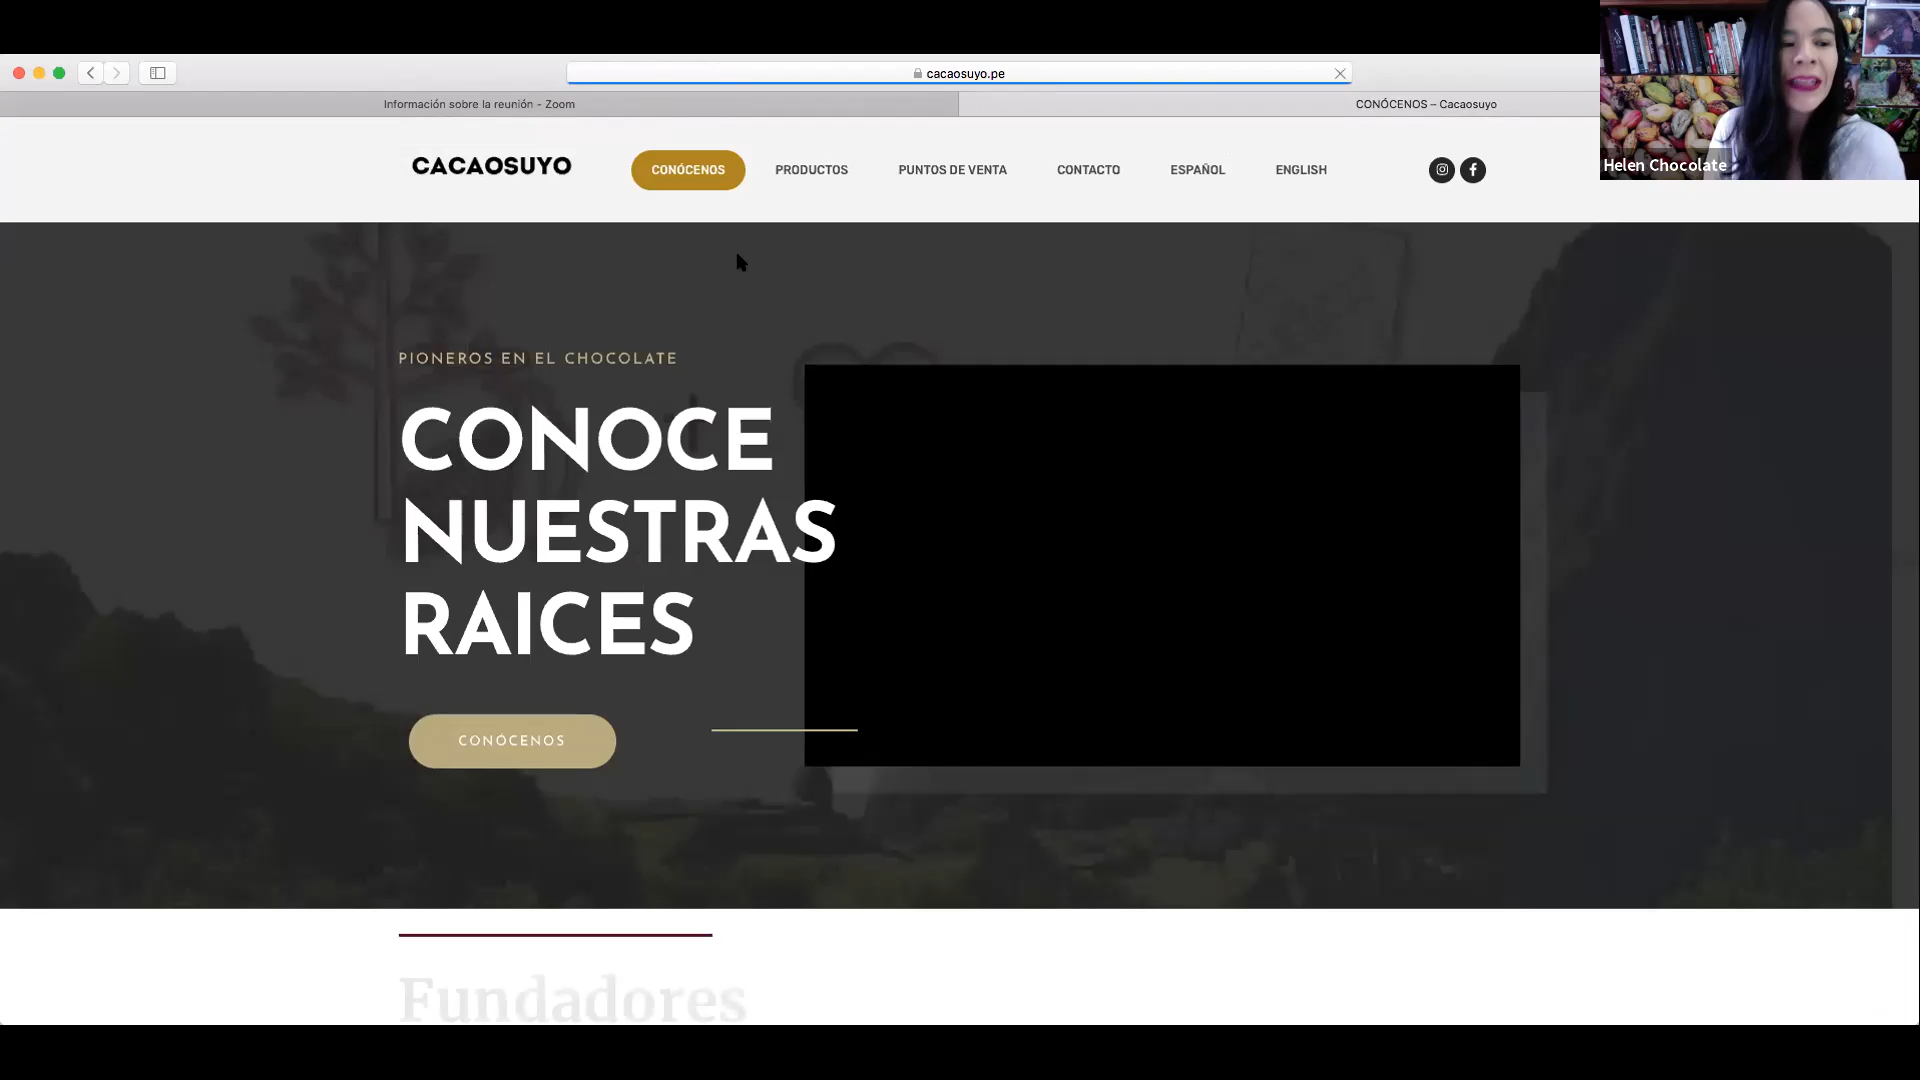 cacaosuyo.pe
Información sobre la reunión - Zoom
CONÓCENOS – Cacaosuyo
CACAOSUYO
CONÓCENOS
PRODUCTOS
PUNTOS DE VENTA
CONTACTO
ESPAÑOL
ENGLISH
Helen Chocolate
PIONEROS EN EL CHOCOLATE
CONOCE
NUESTRAS
RAICES
CONÓCENOS
Fundadores